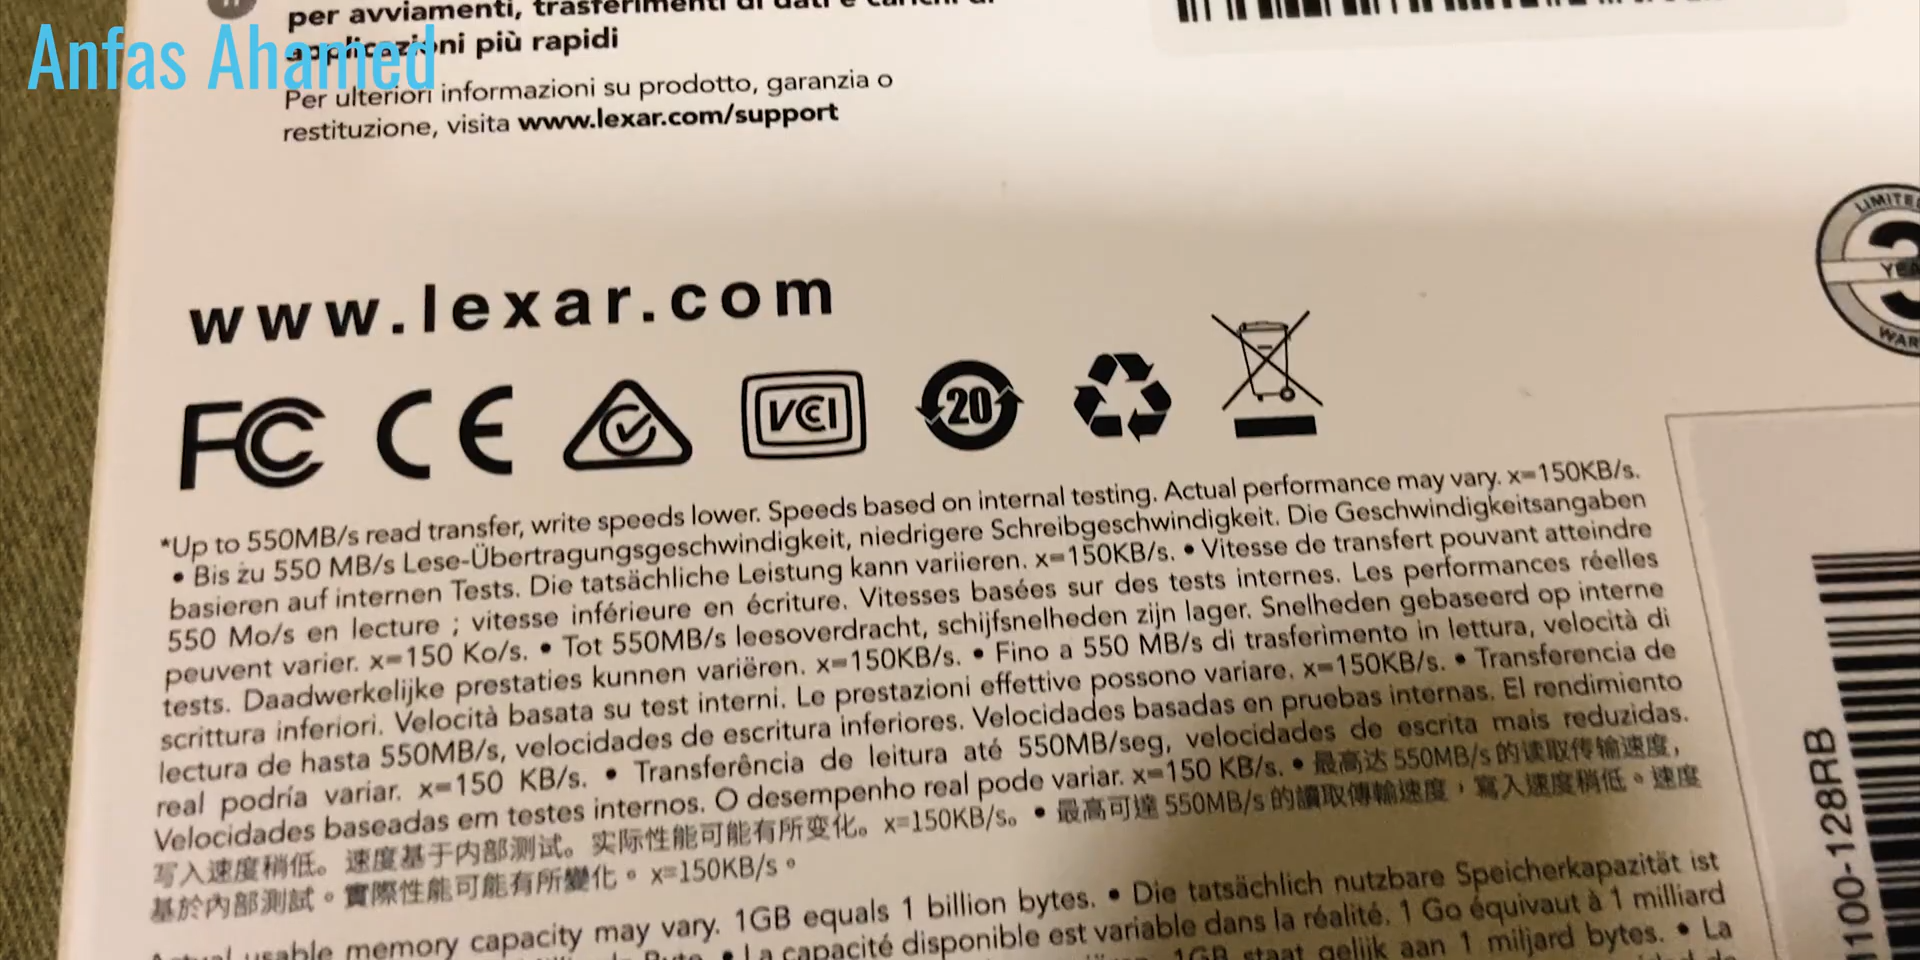 Anfas Ahamed
per avviamenti, trasferimenti di dati e
applicazioni più rapidi
Per ulteriori informazioni su prodotto, garanzia o
restituzione, visita www.lexar.com/support
LIMITED
3
YEAR
WARR
www.lexar.com
FC CE VCI 20
*Up to 550MB/s read transfer, write speeds lower. Speeds based on internal testing. Actual performance may vary. x=150KB/s.
• Bis zu 550 MB/s Lese-Übertragungsgeschwindigkeit, niedrigere Schreibgeschwindigkeit. Die Geschwindigkeitsangaben
basieren auf internen Tests. Die tatsächliche Leistung kann variieren. x=150KB/s. • Vitesse de transfert pouvant atteindre
550 Mo/s en lecture ; vitesse inférieure en écriture. Vitesses basées sur des tests internes. Les performances réelles
peuvent varier. x=150 Ko/s. • Tot 550MB/s leesoverdracht, schijfsnelheden zijn lager. Snelheden gebaseerd op interne
tests. Daadwerkelijke prestaties kunnen variëren. x=150KB/s. • Fino a 550 MB/s di trasferimento in lettura, velocità di
scrittura inferiori. Velocità basata su test interni. Le prestazioni effettive possono variare. x=150KB/s. • Transferencia de
lectura de hasta 550MB/s, velocidades de escritura inferiores. Velocidades basadas en pruebas internas. El rendimiento
real podría variar. x=150 KB/s. • Transferência de leitura até 550MB/seg, velocidades de escrita mais reduzidas.
Velocidades baseadas em testes internos. O desempenho real pode variar. x=150 KB/s. • 最高达 550MB/s 的读取传输速度，
写入速度稍低。速度基于内部测试。实际性能可能有所变化。x=150KB/s。 • 最高可達 550MB/s 的讀取傳輸速度，寫入速度稍低。速度
基於內部測試。實際性能可能有所變化。x=150KB/s。
Actual usable memory capacity may vary. 1GB equals 1 billion bytes. • Die tatsächlich nutzbare Speicherkapazität ist
Byte. • La capacité disponible est variable dans la réalité. 1 Go équivaut à 1 milliard
1GB staat gelijk aan 1 miljard bytes. • La
1100-128RB